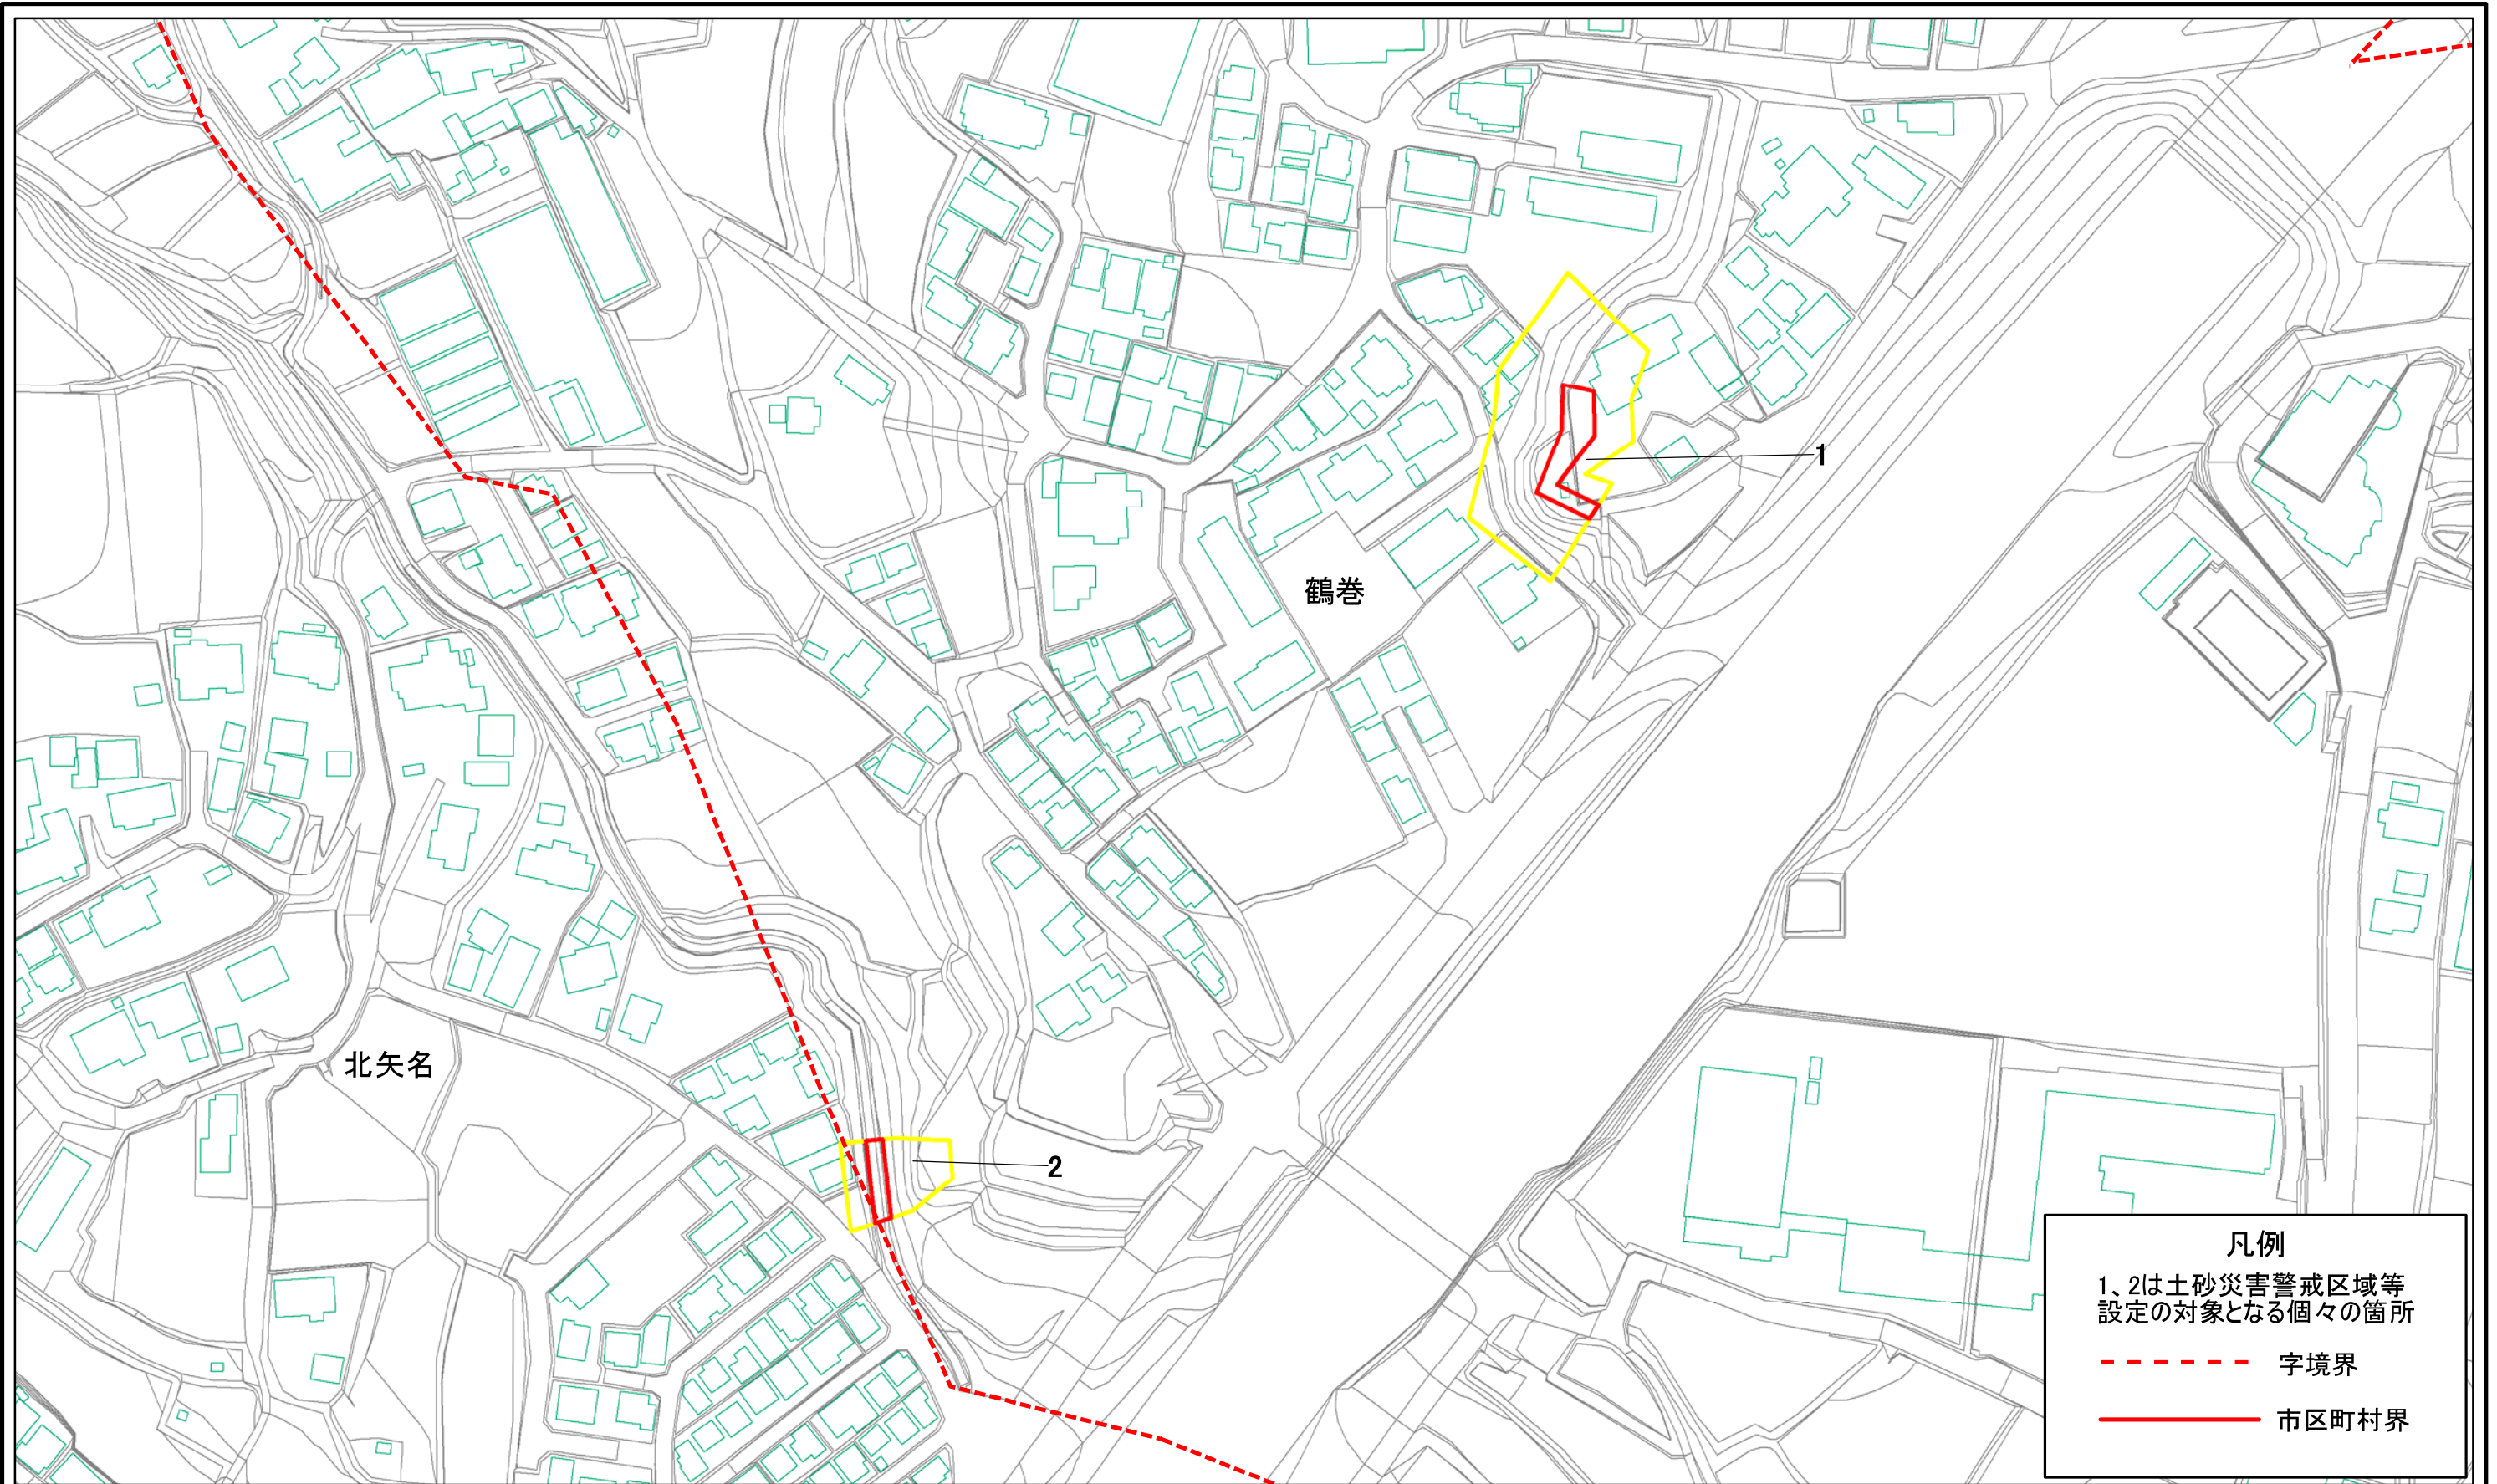 1
鶴巻
北矢名
2
凡例
1、2は土砂災害警戒区域等
設定の対象となる個々の箇所
字境界
市区町村界